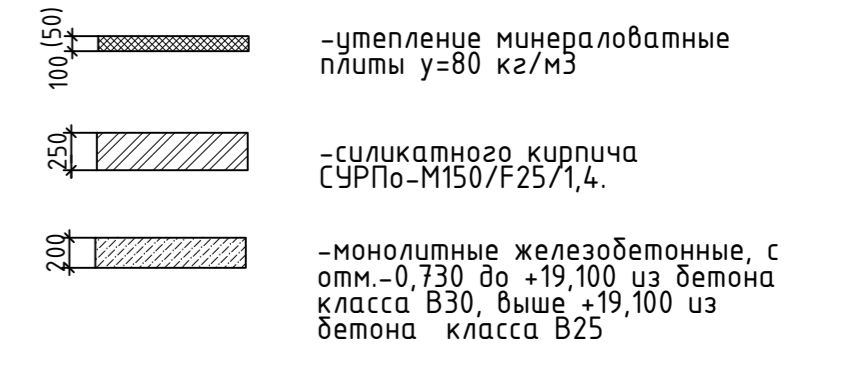 100 (50)
-утепление минераловатные
плиты y=80 кг/м3
250
-силикатного кирпича
СУРПо-М150/F25/1,4.
200
-монолитные железобетонные, с
отм.-0,730 до +19,100 из бетона
класса В30, выше +19,100 из
бетона класса В25